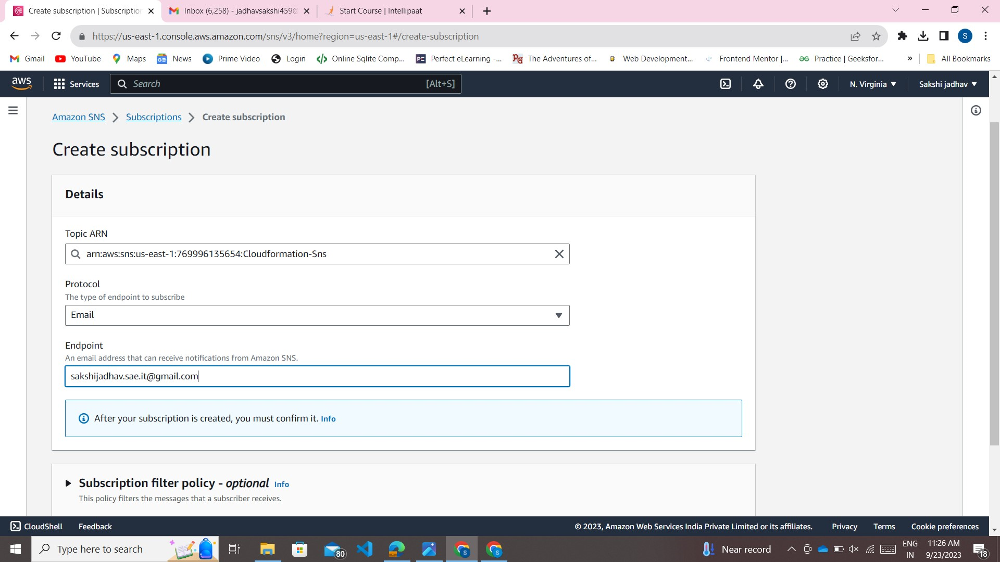 Create subscription | Subscription
Inbox (6,258) - jadhavsakshi459@
Start Course | Intellipaat
https://us-east-1.console.aws.amazon.com/sns/v3/home?region=us-east-1#/create-subscription
S
Gmail
YouTube
Maps
News
Prime Video
Login
Online Sqlite Comp...
Perfect eLearning -...
The Adventures of...
Web Development...
Frontend Mentor |...
Practice | Geeksfor...
»
All Bookmarks
aws
Services
Search
[Alt+S]
N. Virginia
Sakshi jadhav
Amazon SNS
Subscriptions
Create subscription
Create subscription
Details
Topic ARN
arn:aws:sns:us-east-1:769996135654:Cloudformation-Sns
Protocol
The type of endpoint to subscribe
Email
Endpoint
An email address that can receive notifications from Amazon SNS.
sakshijadhav.sae.it@gmail.com
After your subscription is created, you must confirm it. Info
Subscription filter policy - optional Info
This policy filters the messages that a subscriber receives.
CloudShell
Feedback
© 2023, Amazon Web Services India Private Limited or its affiliates.
Privacy
Terms
Cookie preferences
Type here to search
80
S
S
Near record
ENG
IN
11:26 AM
9/23/2023
18